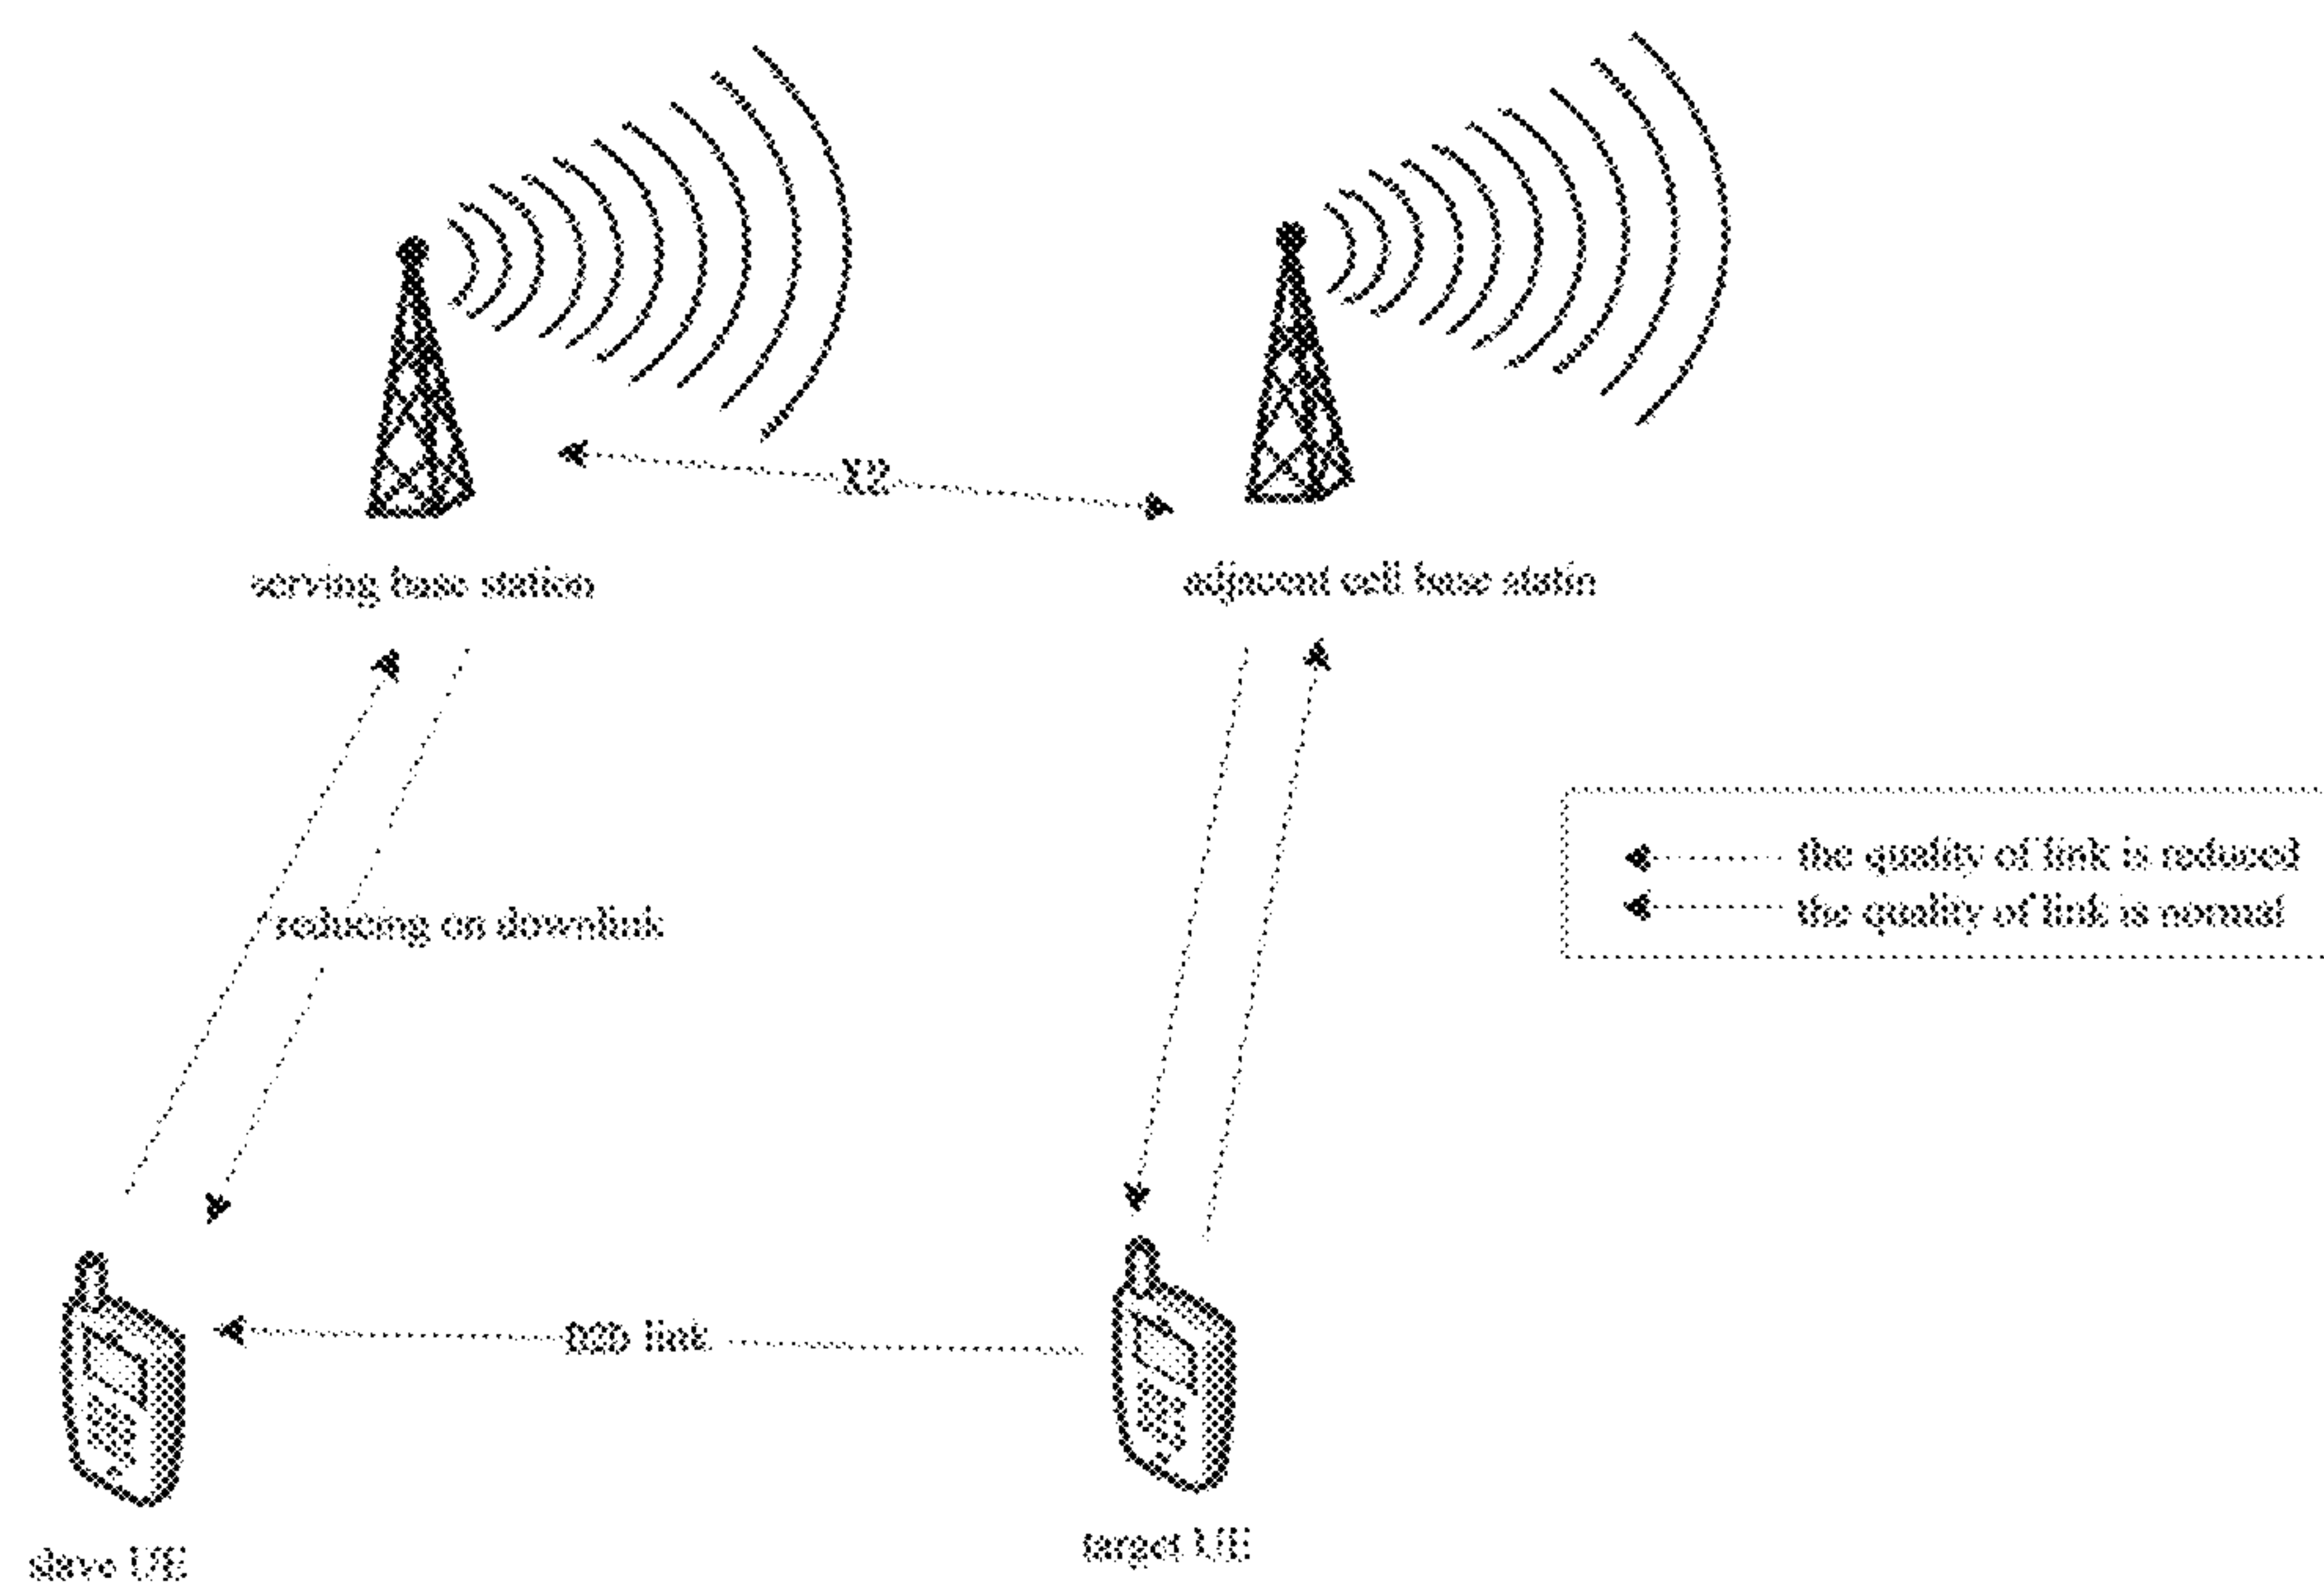 X2
serving base station
adjacent cell base statin
the quality of link is reduced
the quality of link is normal
reducing on downlink
D2D link
target UE
slave UE